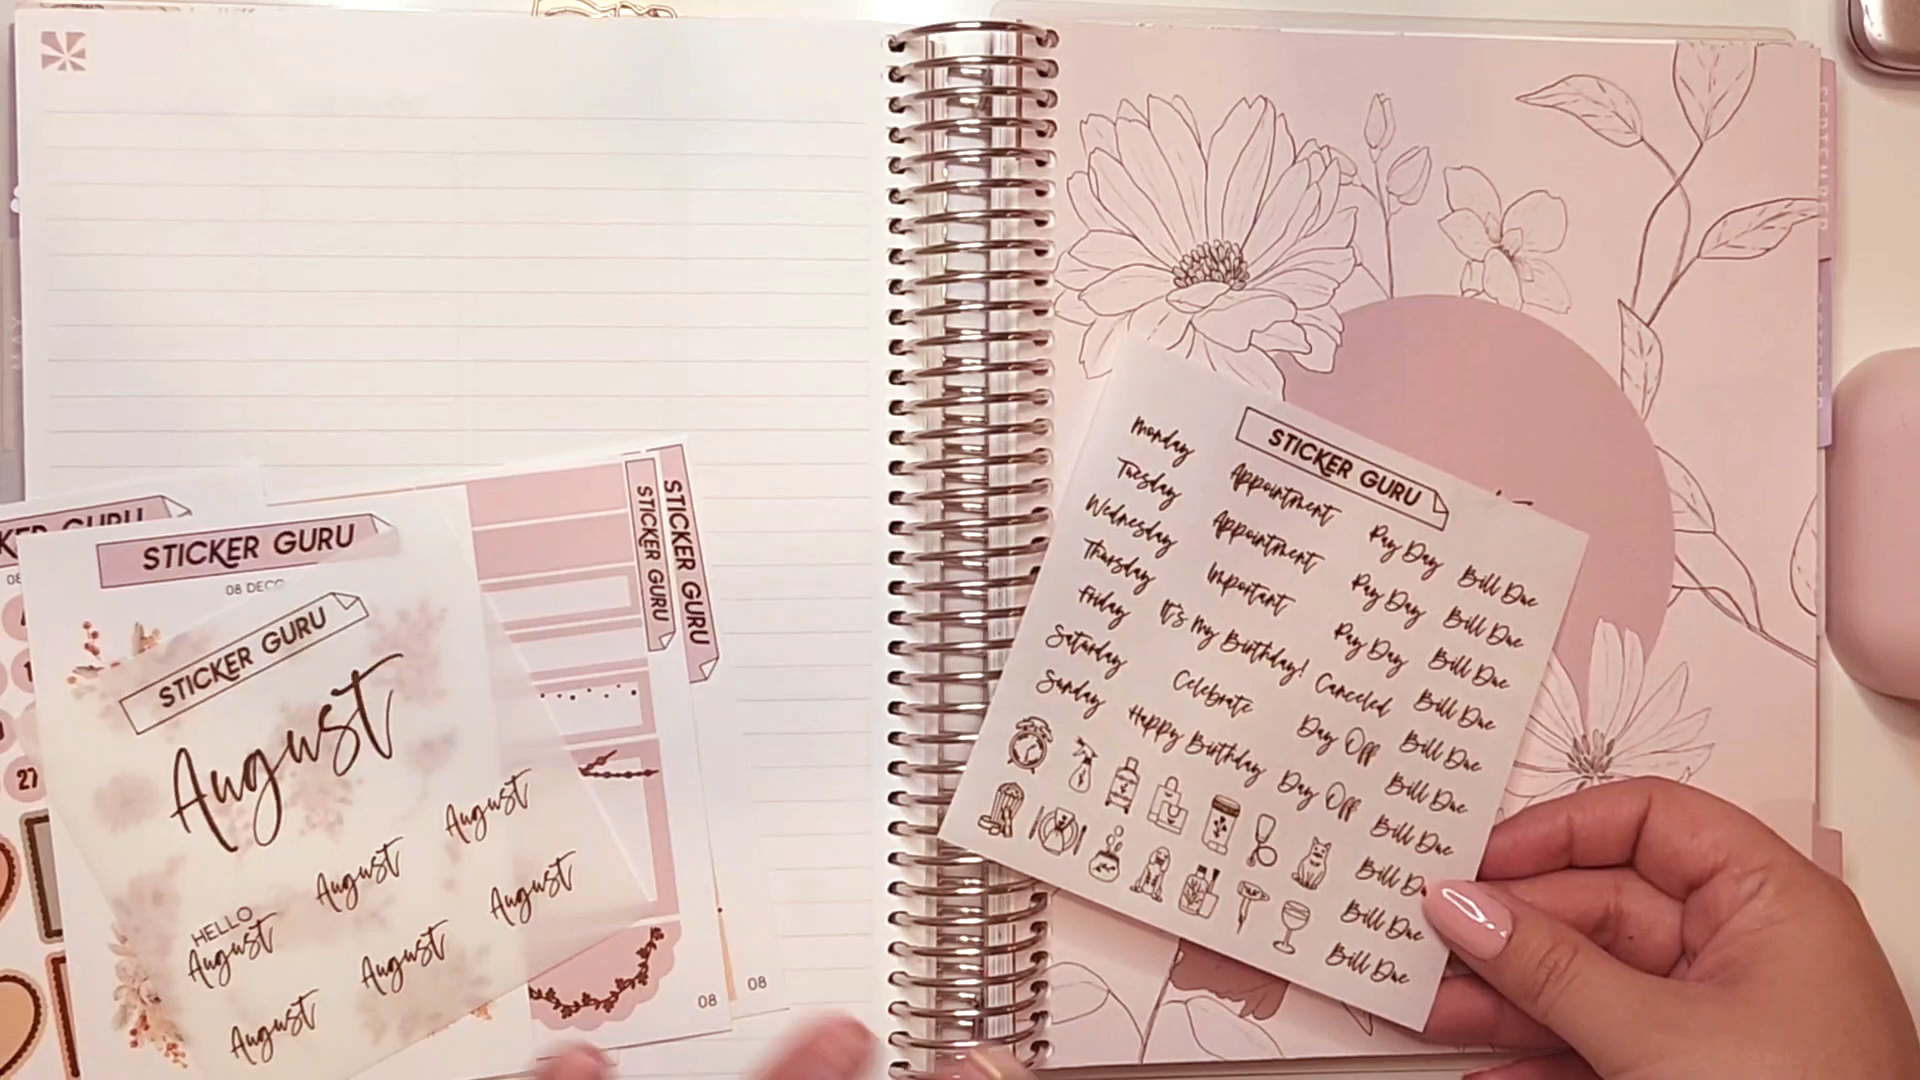 STICKER GURU
08 DECO
STICKER GURU
August
August
August
August
HELLO
August
August
August
27
STICKER GURU
STICKER GURU
08
08
STICKER GURU
Monday
Tuesday
Wednesday
Thursday
Friday
Saturday
Sunday
Appointment
Appointment
Important
It's My Birthday!
Celebrate
Happy Birthday
Pay Day
Pay Day
Pay Day
Canceled
Day Off
Day Off
Bill Due
Bill Due
Bill Due
Bill Due
Bill Due
Bill Due
Bill Due
Bill Du
Bill Due
Bill Due
SEPTEMBER
MAY